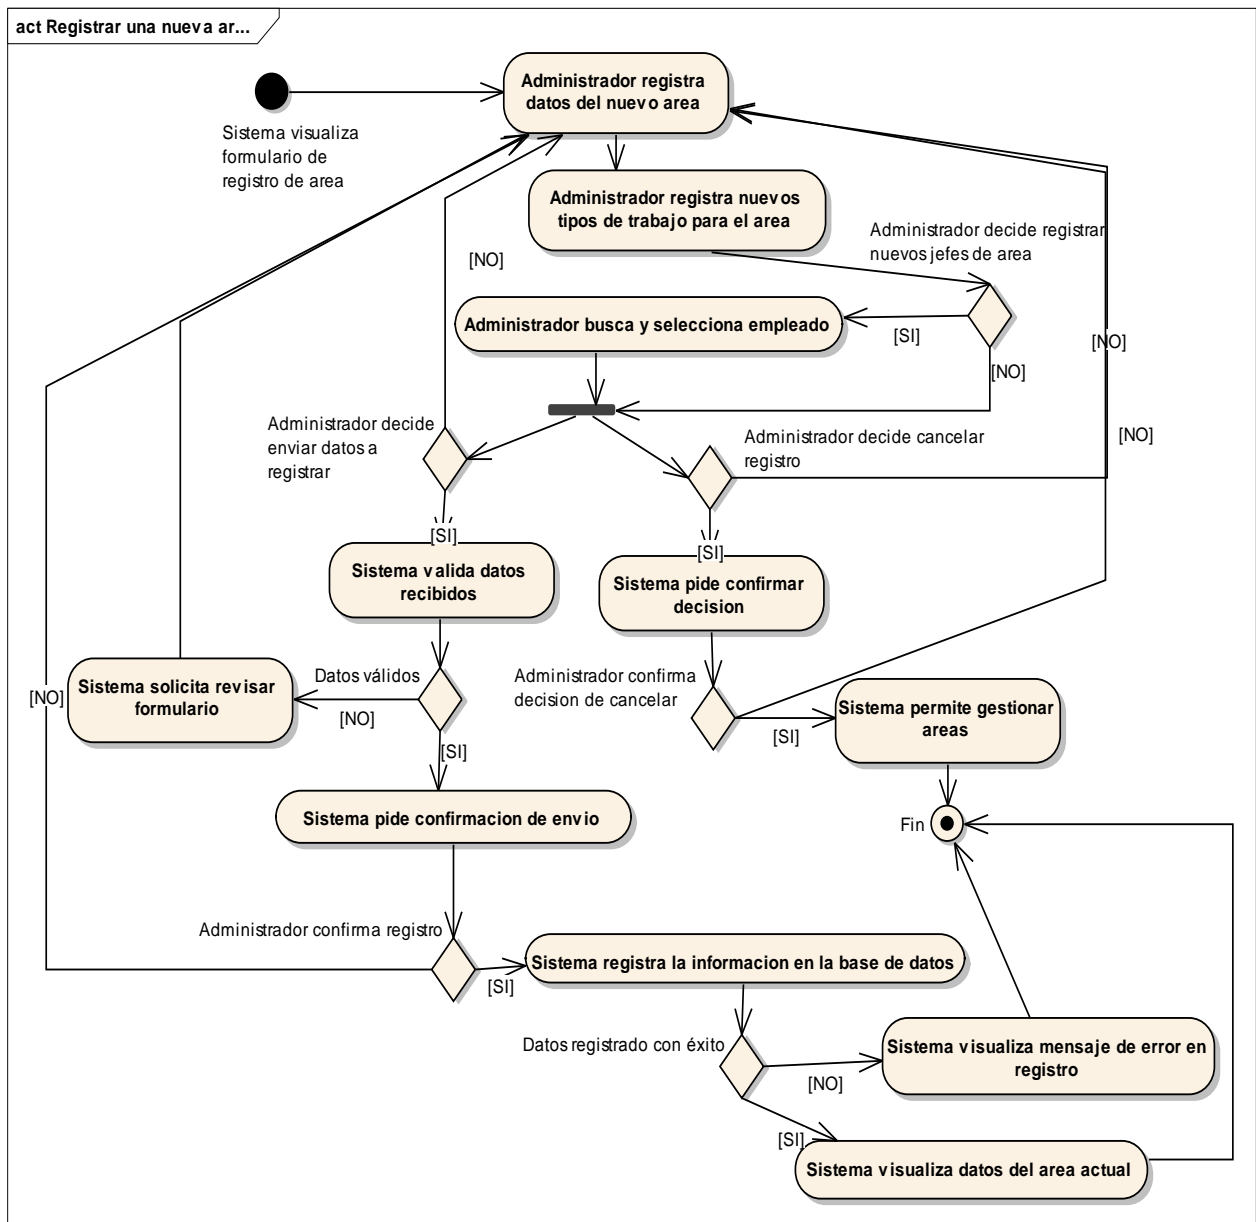 act Registrar una nueva ar...
Administrador registra
datos del nuevo area
Sistema visualiza
formulario de
registro de area
Administrador registra nuevos
tipos de trabajo para el area
Administrador decide registrar
nuevos jefes de area
[NO]
Administrador busca y selecciona empleado
[SI]
[NO]
[NO]
Administrador decide
enviar datos a
registrar
Administrador decide cancelar
registro
[NO]
[SI]
[SI]
Sistema valida datos
recibidos
Sistema pide confirmar
decision
Datos válidos
Administrador confirma
decision de cancelar
[NO]
Sistema solicita revisar
formulario
[NO]
[SI]
Sistema permite gestionar
areas
[SI]
Sistema pide confirmacion de envio
Fin
Administrador confirma registro
[SI]
Sistema registra la informacion en la base de datos
Datos registrado con éxito
[NO]
Sistema visualiza mensaje de error en
registro
[SI]
Sistema visualiza datos del area actual